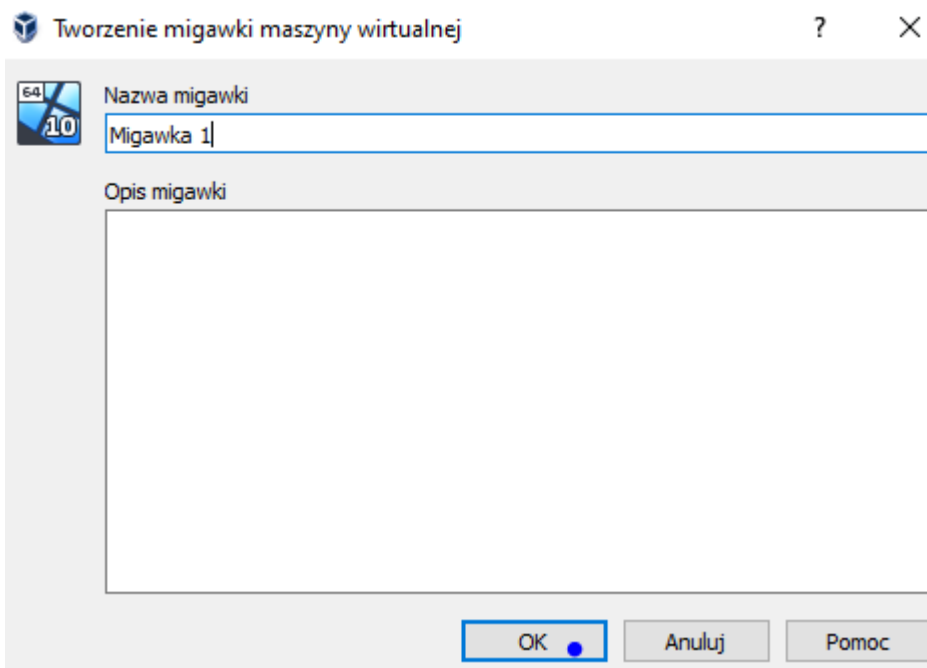 Tworzenie migawki maszyny wirtualnej ?
64
10
Nazwa migawki
Migawka 1
Opis migawki
OK Anuluj Pomoc